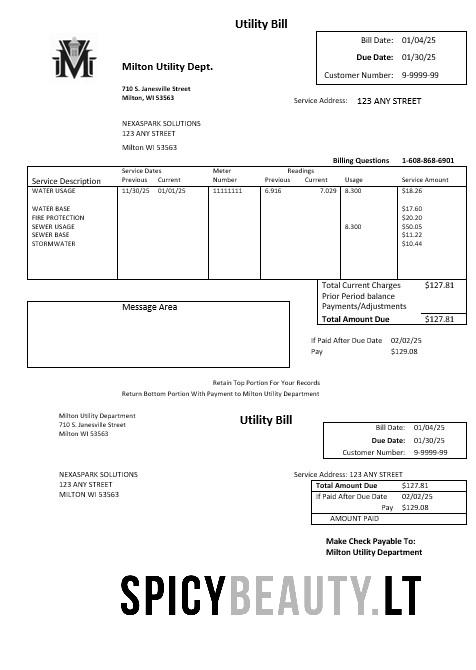 Utility Bill
Bill Date: 01/04/25
Due Date: 01/30/25
Customer Number: 9-9999-99
M
Milton Utility Dept.
710 S. Janesville Street
Milton, WI 53563
Service Address: 123 ANY STREET
NEXASPARK SOLUTIONS
123 ANY STREET
Milton WI 53563
Billing Questions 1-608-868-6901
Service Dates Meter Readings
Service Description Previous Current Number Previous Current Usage Service Amount
WATER USAGE 11/30/25 01/01/25 11111111 6.916 7.029 8.300 $18.26
WATER BASE $17.60
FIRE PROTECTION $20.20
SEWER USAGE 8.300 $50.05
SEWER BASE $11.22
STORMWATER $10.44
Total Current Charges $127.81
Prior Period balance
Payments/Adjustments
Total Amount Due $127.81
Message Area
If Paid After Due Date 02/02/25
Pay $129.08
Retain Top Portion For Your Records
Return Bottom Portion With Payment to Milton Utility Department
Milton Utility Department
710 S. Janesville Street
Milton WI 53563
Utility Bill
Bill Date: 01/04/25
Due Date: 01/30/25
Customer Number: 9-9999-99
NEXASPARK SOLUTIONS
123 ANY STREET
MILTON WI 53563
Service Address: 123 ANY STREET
Total Amount Due $127.81
If Paid After Due Date 02/02/25
Pay $129.08
AMOUNT PAID
Make Check Payable To:
Milton Utility Department
SPICYBEAUTY.LT